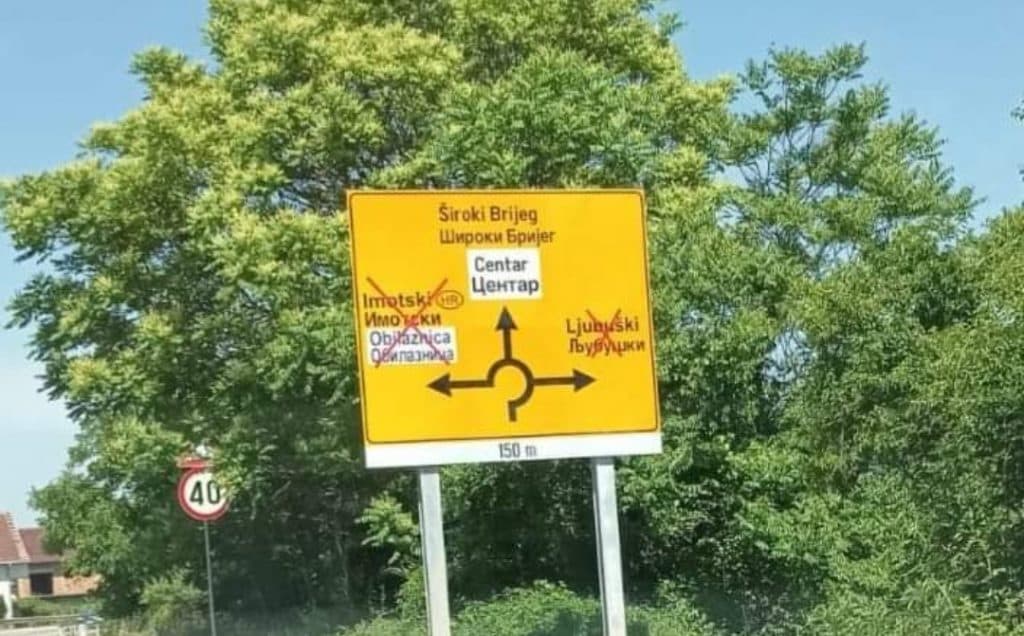 Široki Brijeg
Широки Бријег
Centar
Центар
Imotski HR
Имотски
Obilaznica
Обилазница
Ljubuški
Љубушки
150 m
40